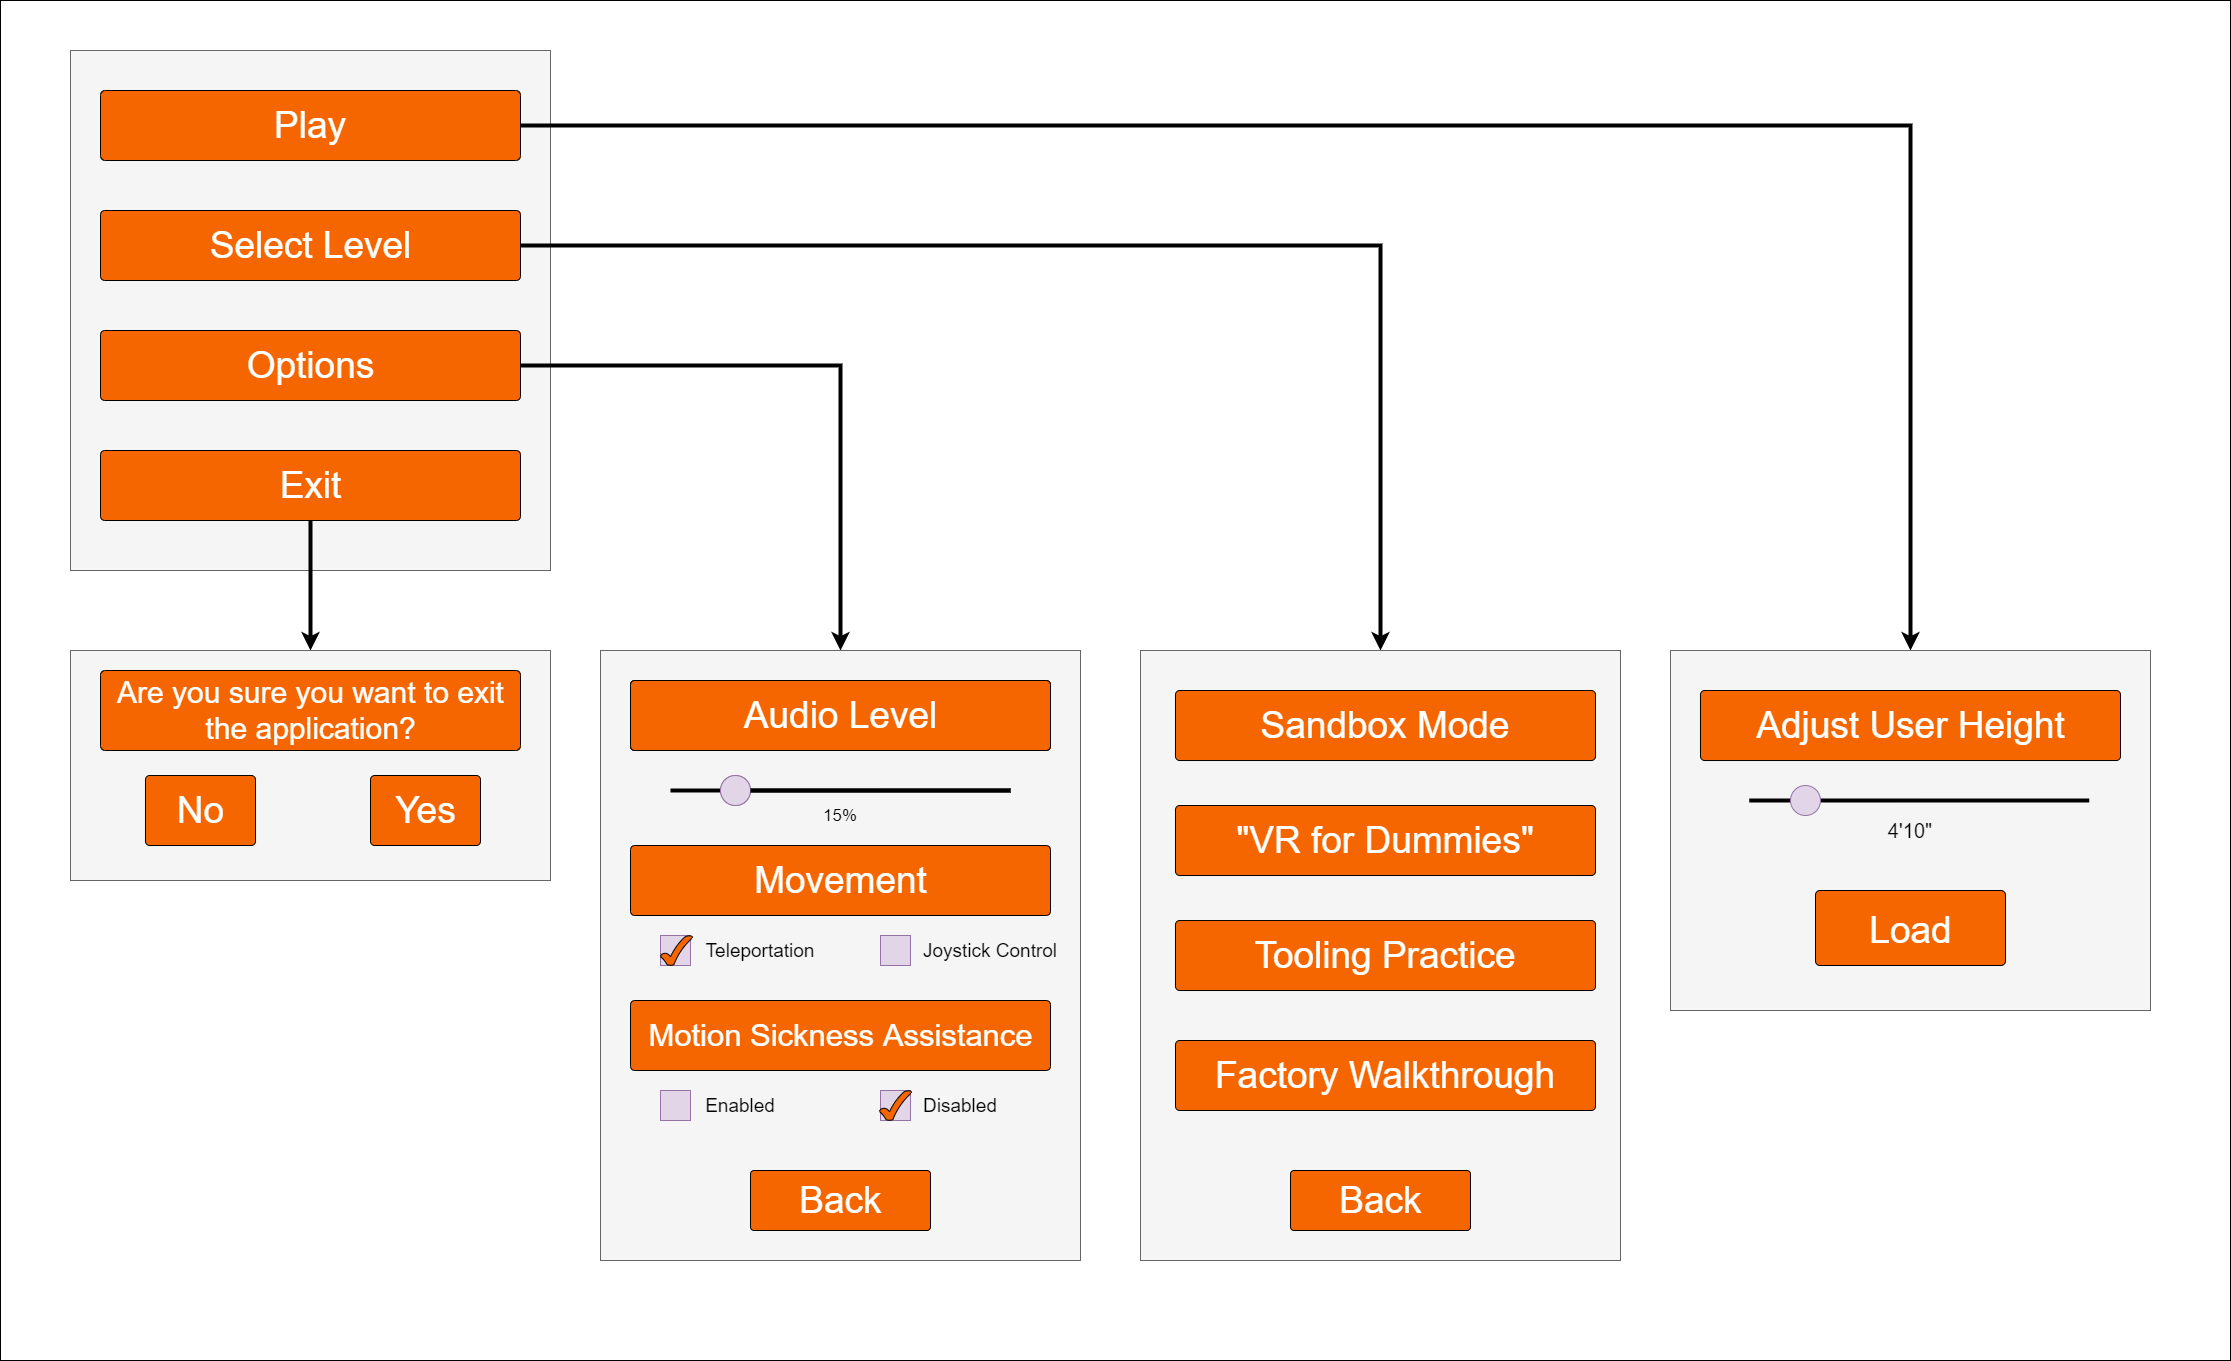 Play
Select Level
Options
Exit
Are you sure you want to exit
the application?
No
Yes
Audio Level
15%
Movement
Teleportation
Joystick Control
Motion Sickness Assistance
Enabled
Disabled
Back
Sandbox Mode
"VR for Dummies"
Tooling Practice
Factory Walkthrough
Back
Adjust User Height
4'10"
Load